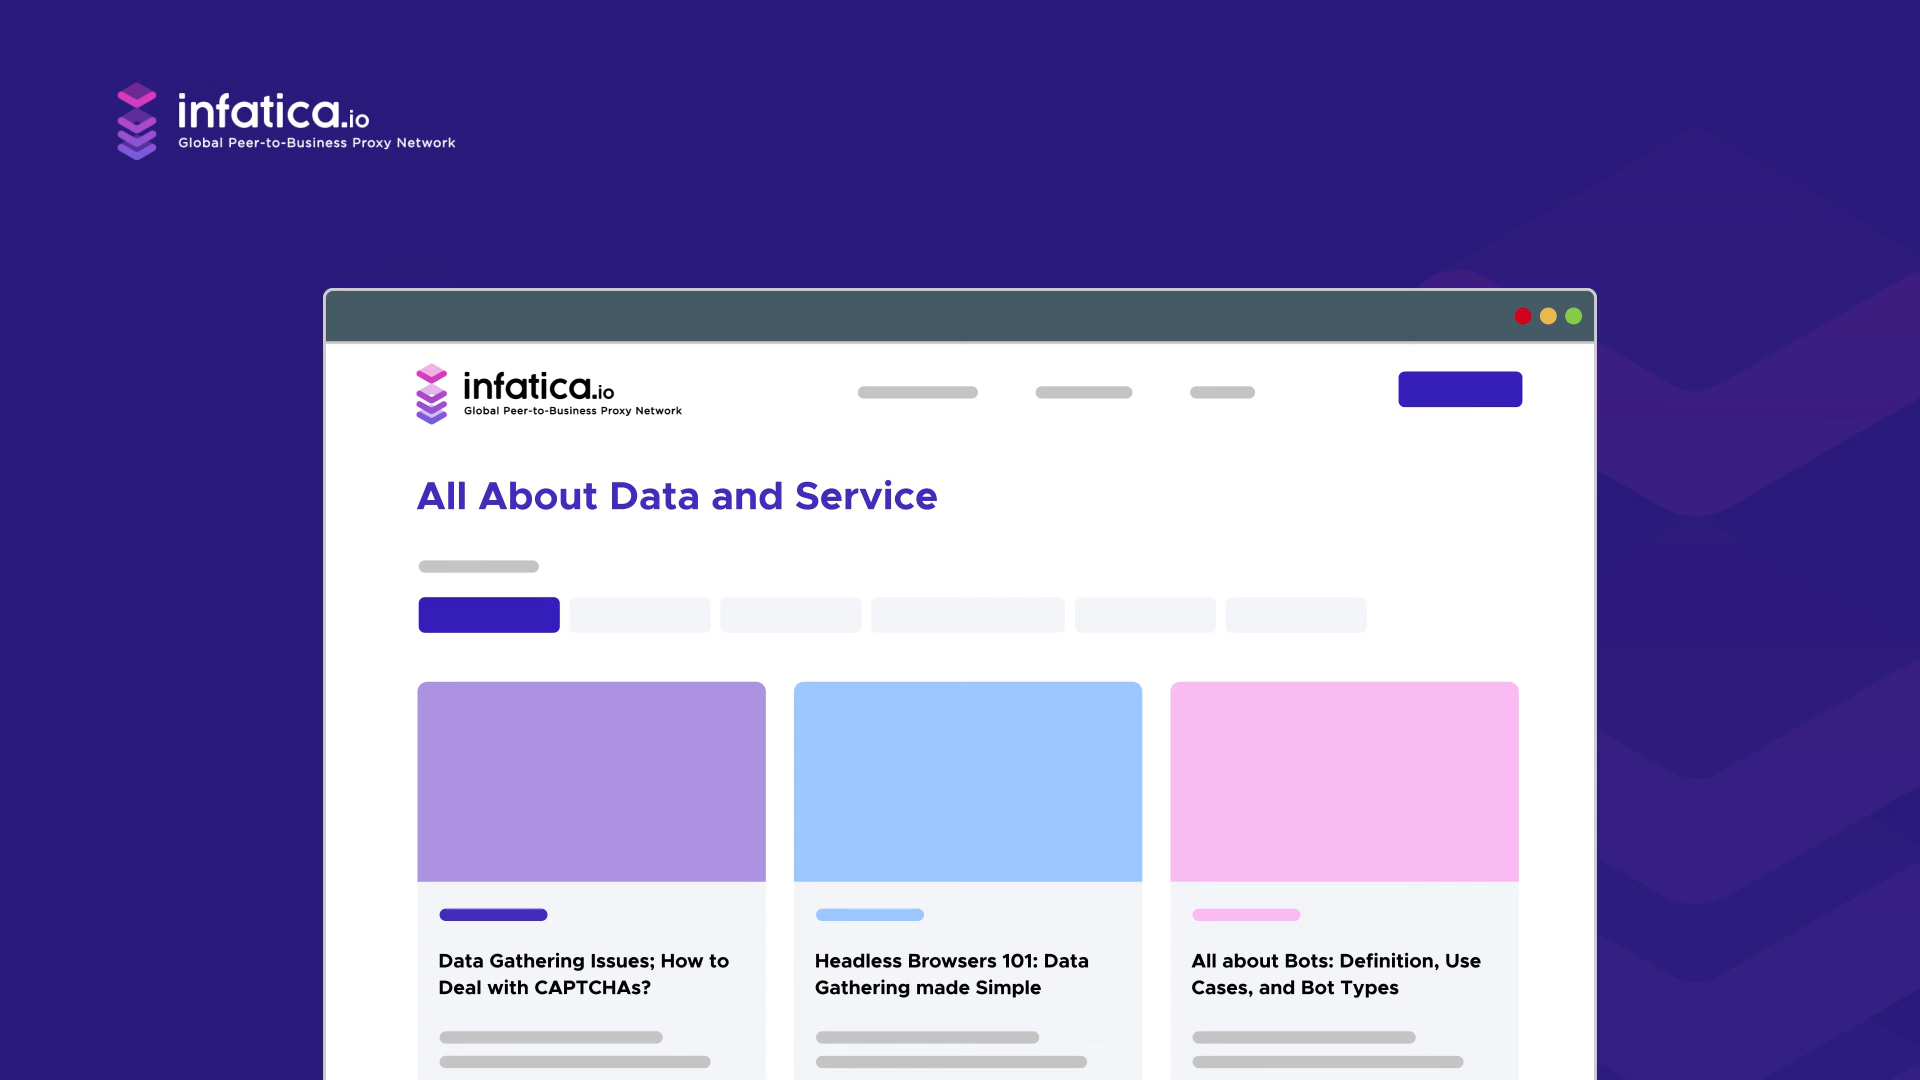 infatica.io
Global Peer-to-Business Proxy Network
infatica.io
Global Peer-to-Business Proxy Network
All About Data and Service
Data Gathering Issues; How to
Deal with CAPTCHAs?
Headless Browsers 101: Data
Gathering made Simple
All about Bots: Definition, Use
Cases, and Bot Types